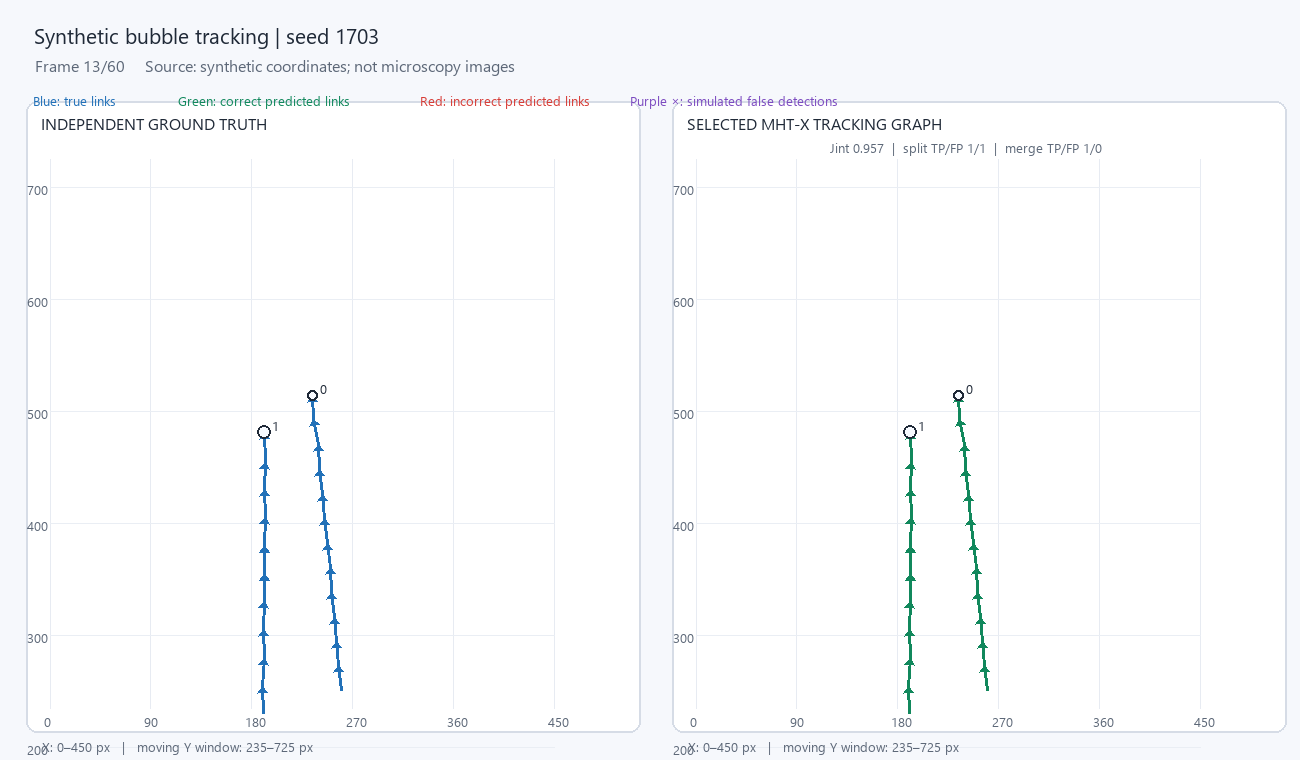 Synthetic bubble tracking | seed 1703
Frame 13/60 Source: synthetic coordinates; not microscopy images
Blue: true links Green: correct predicted links Red: incorrect predicted links Purple ×: simulated false detections
INDEPENDENT GROUND TRUTH
700
600
500
400
300
200
0
1
0 90 180 270 360 450
X: 0–450 px | moving Y window: 235–725 px
SELECTED MHT-X TRACKING GRAPH
Jint 0.957 | split TP/FP 1/1 | merge TP/FP 1/0
700
600
500
400
300
200
0
1
0 90 180 270 360 450
X: 0–450 px | moving Y window: 235–725 px